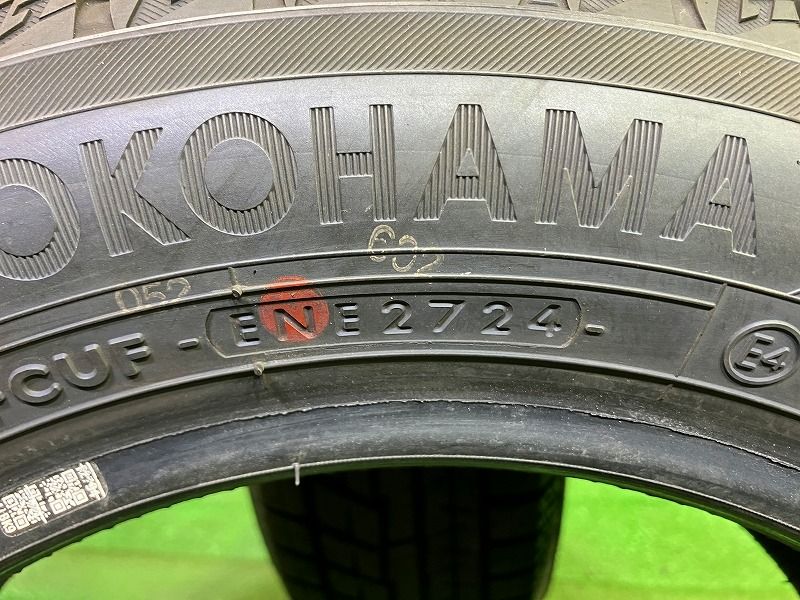 OKOHAMA
602
052
CUF - ENE2724 -
E4